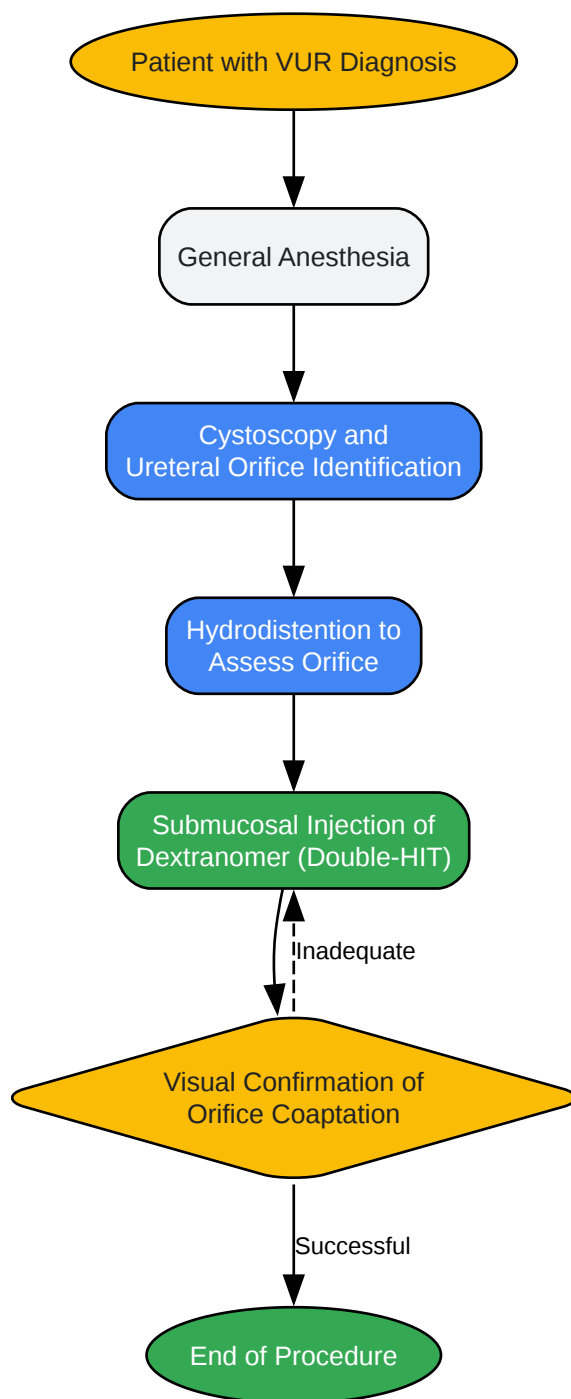 Patient with VUR Diagnosis
General Anesthesia
Cystoscopy and
Ureteral Orifice Identification
Hydrodistention to
Assess Orifice
Submucosal Injection of
Dextranomer (Double-HIT)
Inadequate
Visual Confirmation of
Orifice Coaptation
Successful
End of Procedure